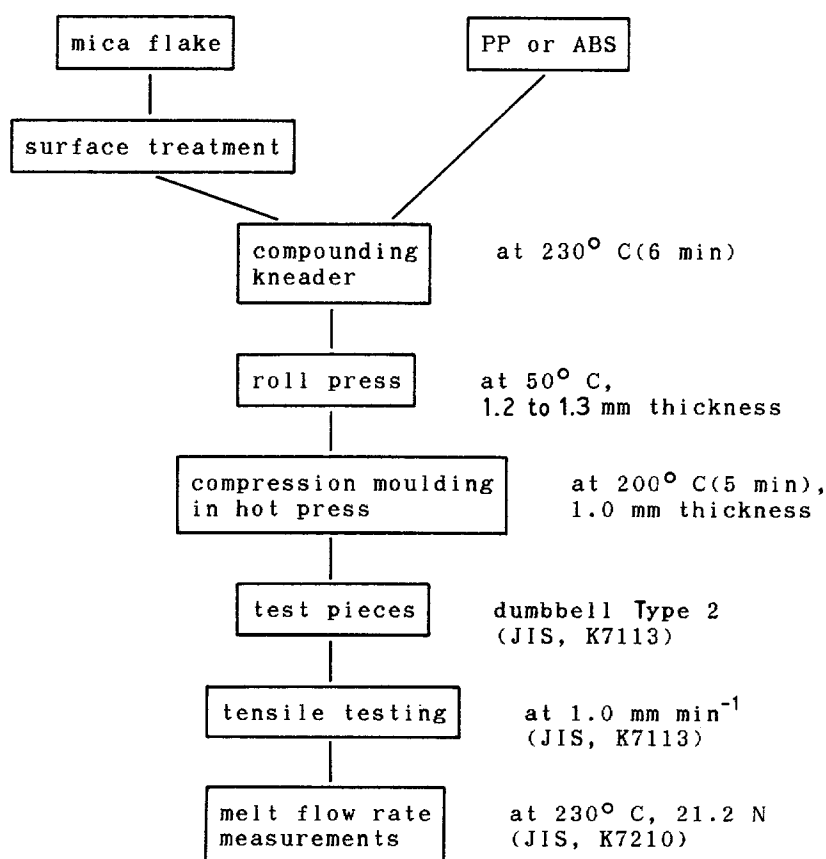 mica flake
PP or ABS
surface treatment
compounding
kneader
at 230° C(6 min)
roll press
at 50° C,
1.2 to 1.3 mm thickness
compression moulding
in hot press
at 200° C(5 min),
1.0 mm thickness
test pieces
dumbbell Type 2
(JIS, K7113)
tensile testing
at 1.0 mm min⁻¹
(JIS, K7113)
melt flow rate
measurements
at 230° C, 21.2 N
(JIS, K7210)